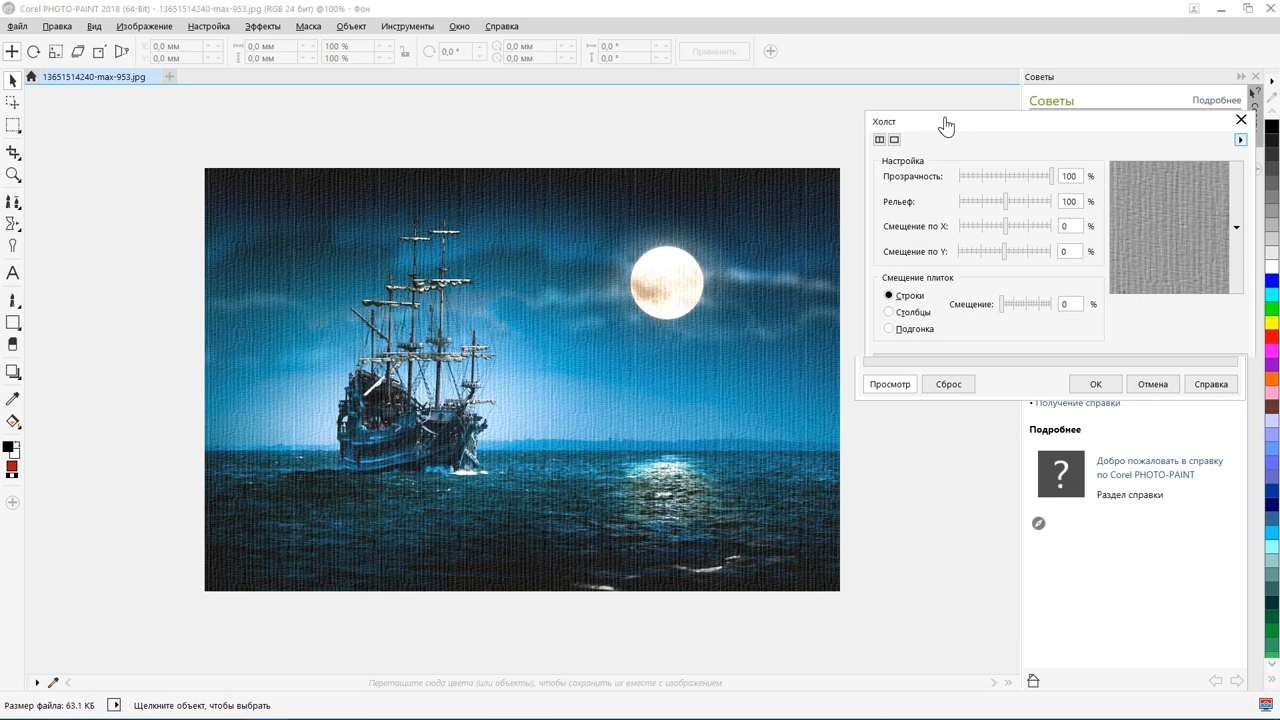 Corel PHOTO-PAINT 2018 (64-Bit) - 13651514240-max-953.jpg (RGB 24 бит) @100% - Фон
Файл Правка Вид Изображение Настройка Эффекты Маска Объект Инструменты Окно Справка
X: 0,0 мм 0,0 мм 100 % 0,0 ° 0,0 мм 0,0 ° Применить
Y: 0,0 мм 0,0 мм 100 % 0,0 мм 0,0 °
13651514240-max-953.jpg
Советы
Советы Подробнее
Холст
Настройка
Прозрачность: 100 %
Рельеф: 100 %
Смещение по X: 0 %
Смещение по Y: 0 %
Смещение плиток
Строки
Столбцы
Подгонка
Смещение: 0 %
Просмотр Сброс OK Отмена Справка
• Получение справки
Подробнее
?
Добро пожаловать в справку
по Corel PHOTO-PAINT
Раздел справки
Перетащите сюда цвета (или объекты), чтобы сохранить их вместе с изображением
Размер файла: 63.1 КБ Щелкните объект, чтобы выбрать